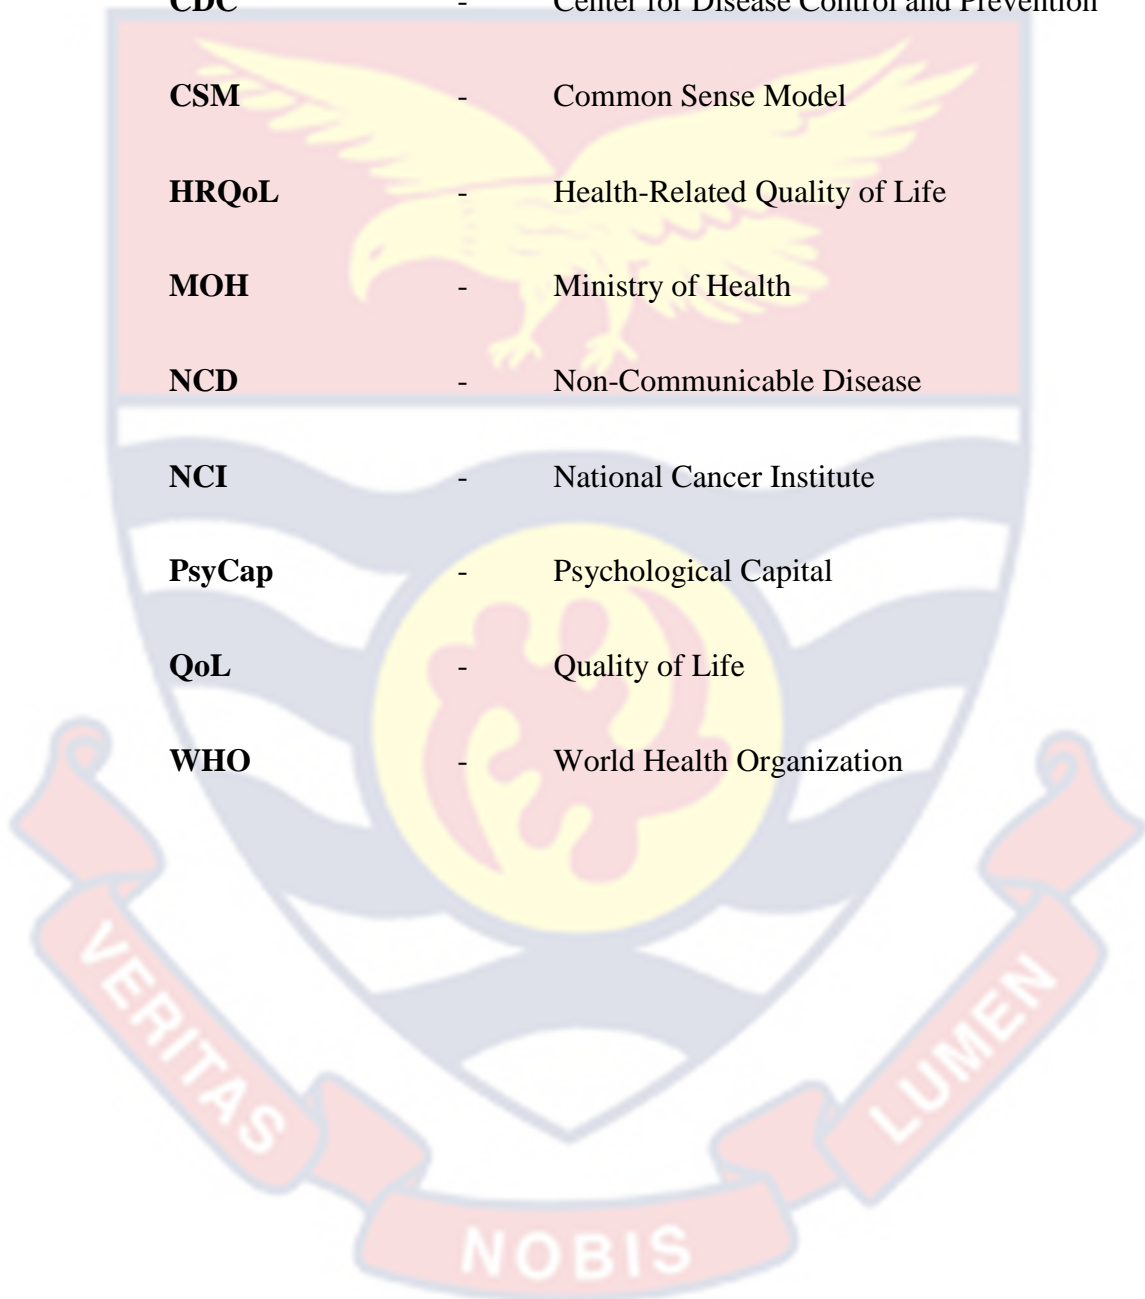 CDC - Center for Disease Control and Prevention
CSM - Common Sense Model
HRQoL - Health-Related Quality of Life
MOH - Ministry of Health
NCD - Non-Communicable Disease
NCI - National Cancer Institute
PsyCap - Psychological Capital
QoL - Quality of Life
WHO - World Health Organization
VERITAS
NOBIS
LUMEN